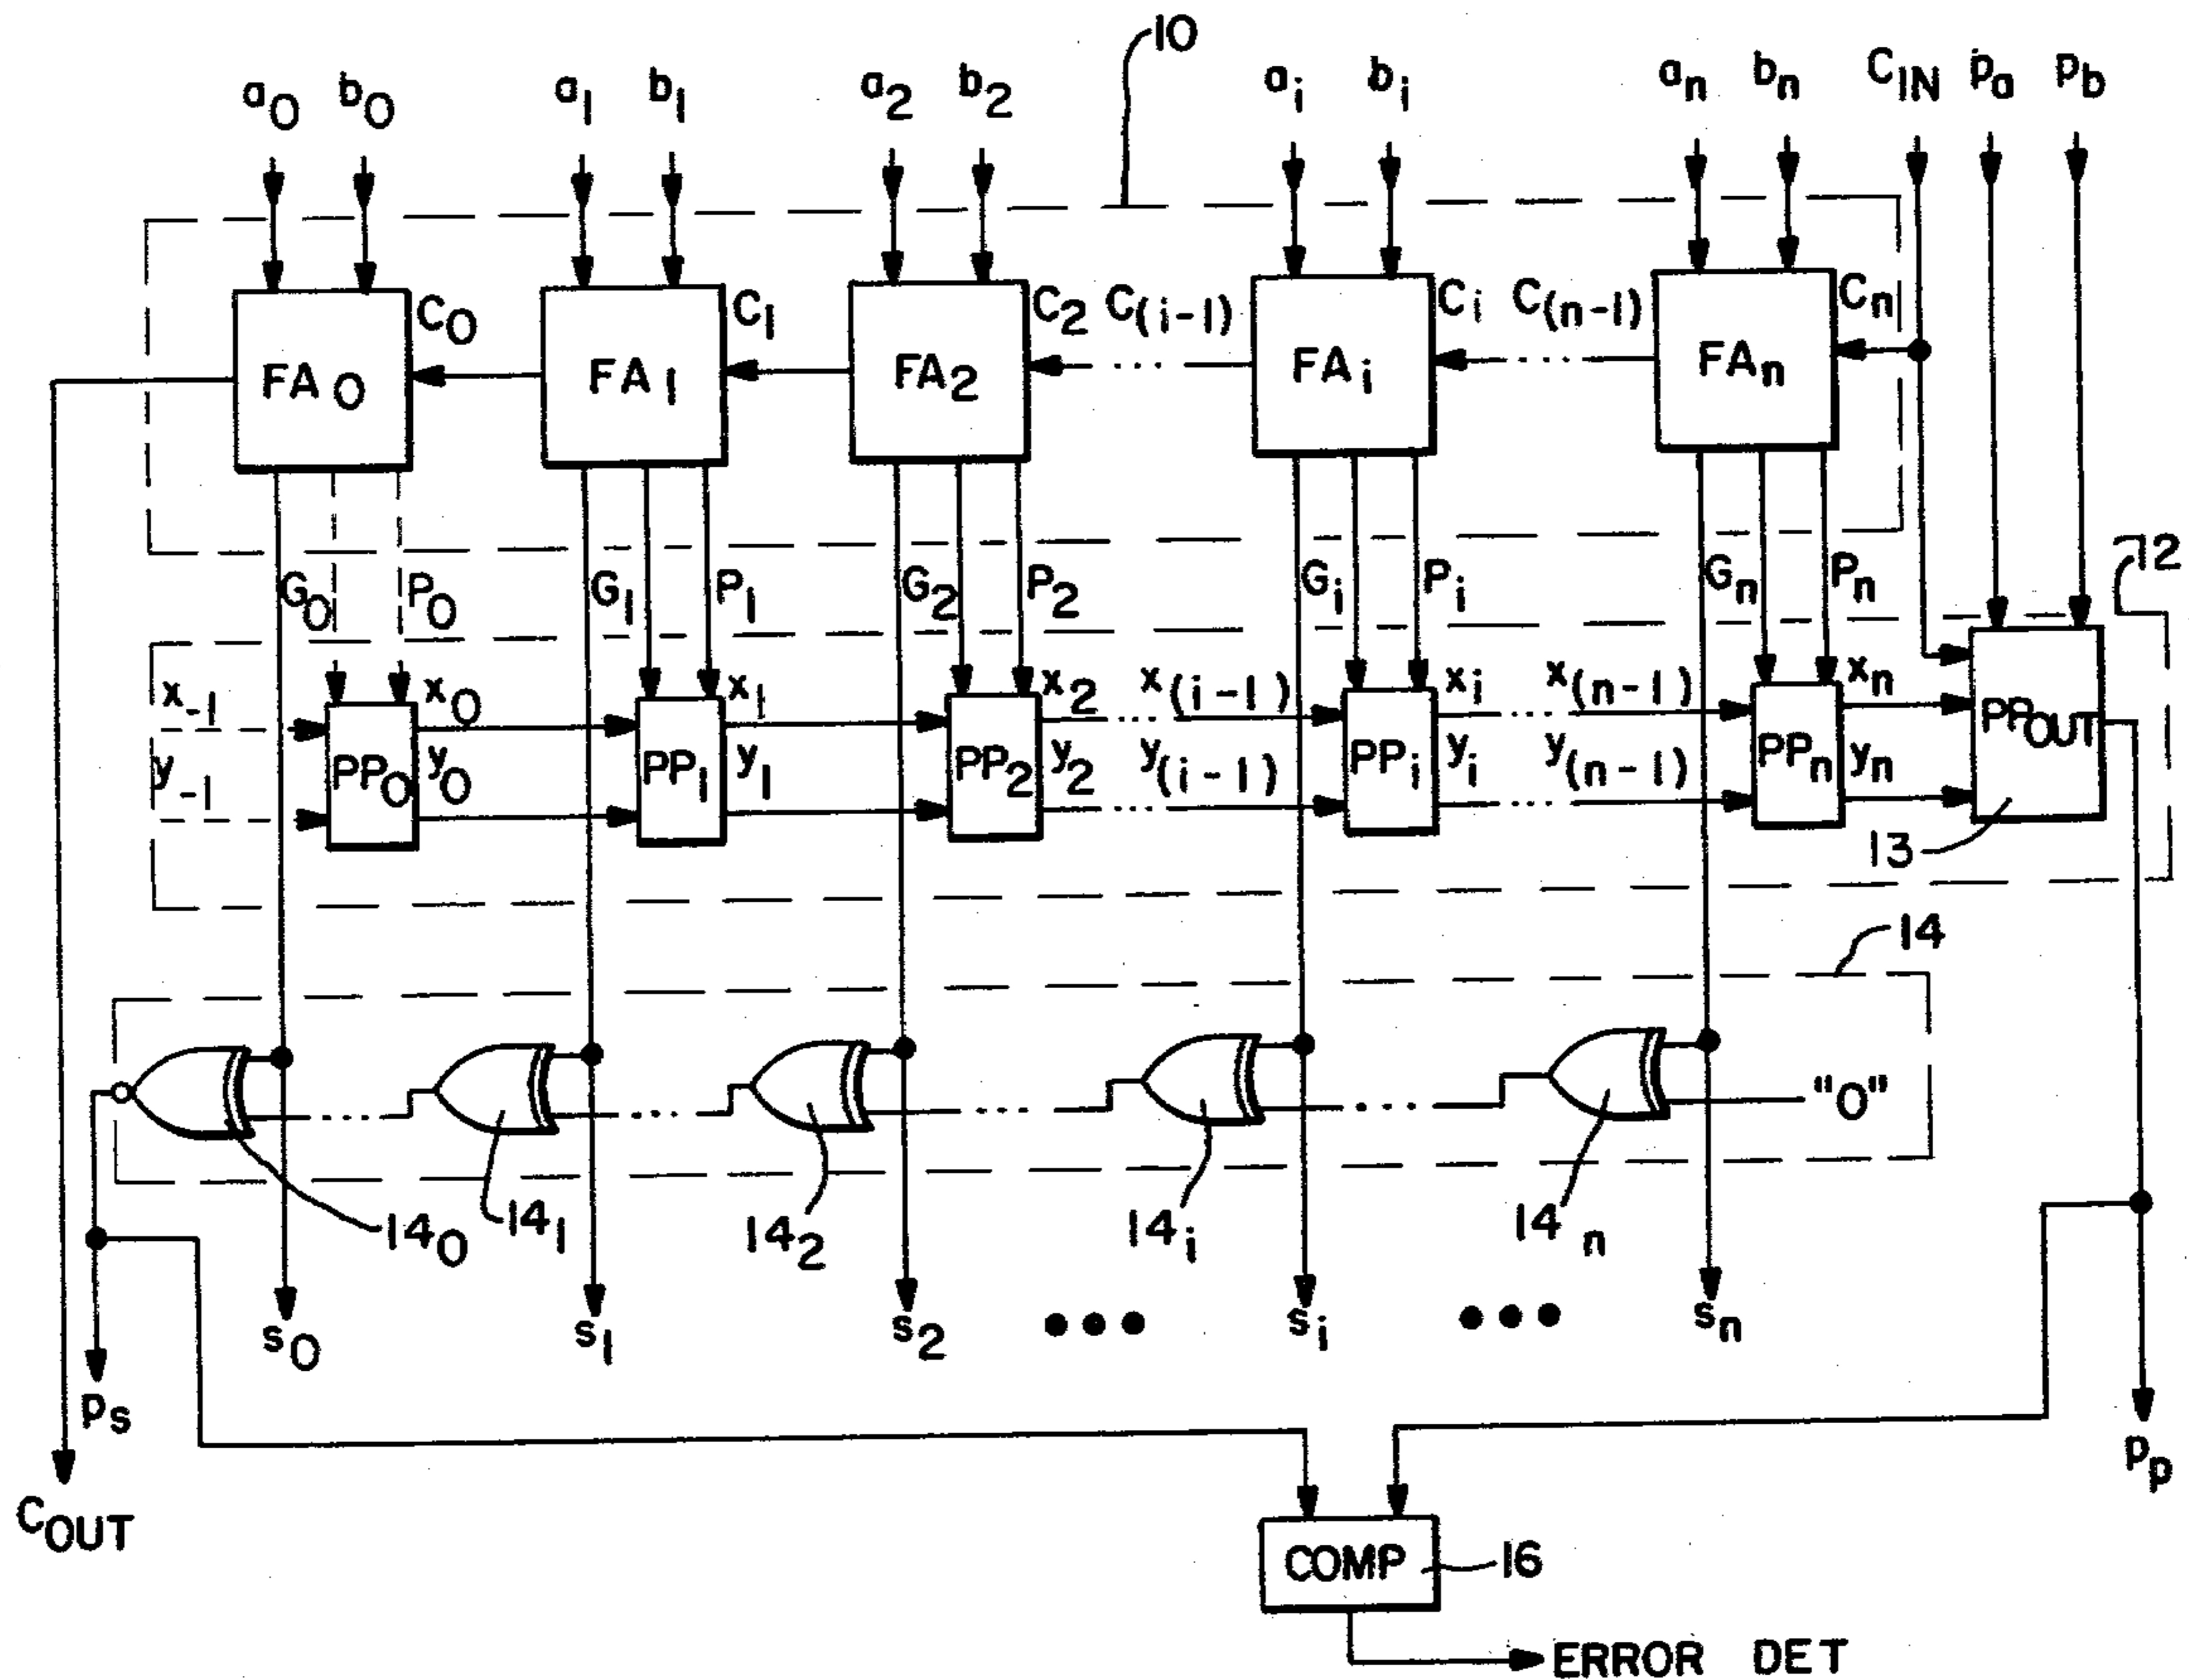 10
a0 b0 a1 b1 a2 b2 ai bi an bn CIN pa pb
C0 C1 C2 C(i-1) Ci C(n-1) Cn
FA0 FA1 FA2 FAi FAn
12
G0 P0 G1 P1 G2 P2 Gi Pi Gn Pn
x-1 x0 x1 x2 x(i-1) xi x(n-1) xn
PP0 PP1 PP2 PPi PPn PPOUT
y-1 y0 y1 y2 y(i-1) yi y(n-1) yn
13
14
"0"
140 141 142 14i 14n
s0 s1 s2 si sn
ps
pp
COUT
COMP 16
ERROR DET